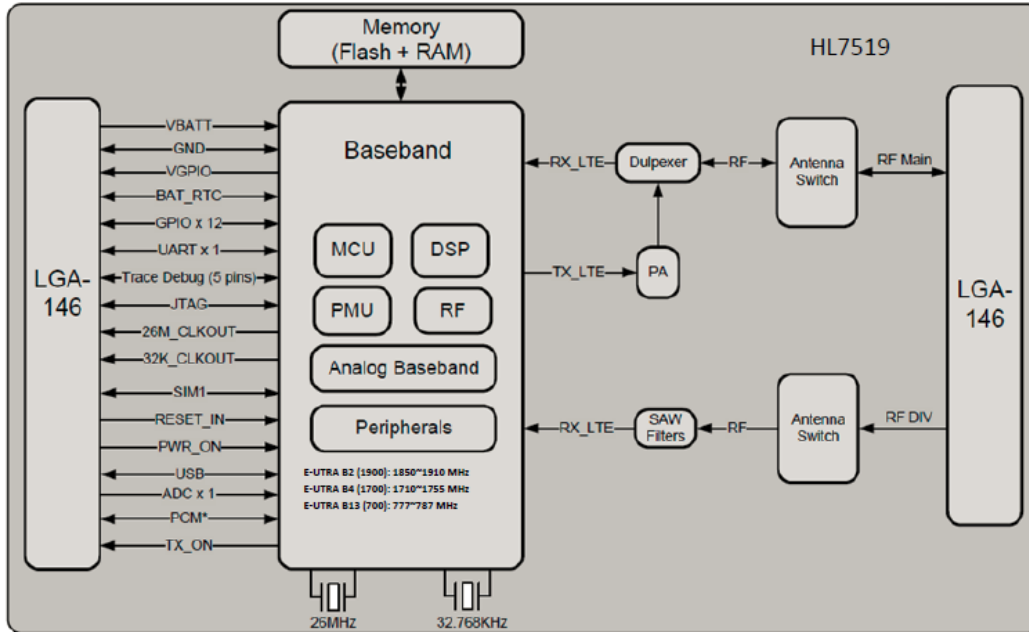 Memory
(Flash + RAM)
HL7519
LGA-
146
VBATT
GND
VGPIO
BAT_RTC
GPIO x 12
UART x 1
Trace Debug (5 pins)
JTAG
26M_CLKOUT
32K_CLKOUT
SIM1
RESET_IN
PWR_ON
USB
ADC x 1
PCM*
TX_ON
Baseband
MCU
DSP
PMU
RF
Analog Baseband
Peripherals
E-UTRA B2 (1900): 1850~1910 MHz
E-UTRA B4 (1700): 1710~1755 MHz
E-UTRA B13 (700): 777~787 MHz
26MHz
32.768KHz
RX_LTE
Dulpexer
RF
Antenna
Switch
RF Main
TX_LTE
PA
RX_LTE
SAW
Filters
RF
Antenna
Switch
RF DIV
LGA-
146